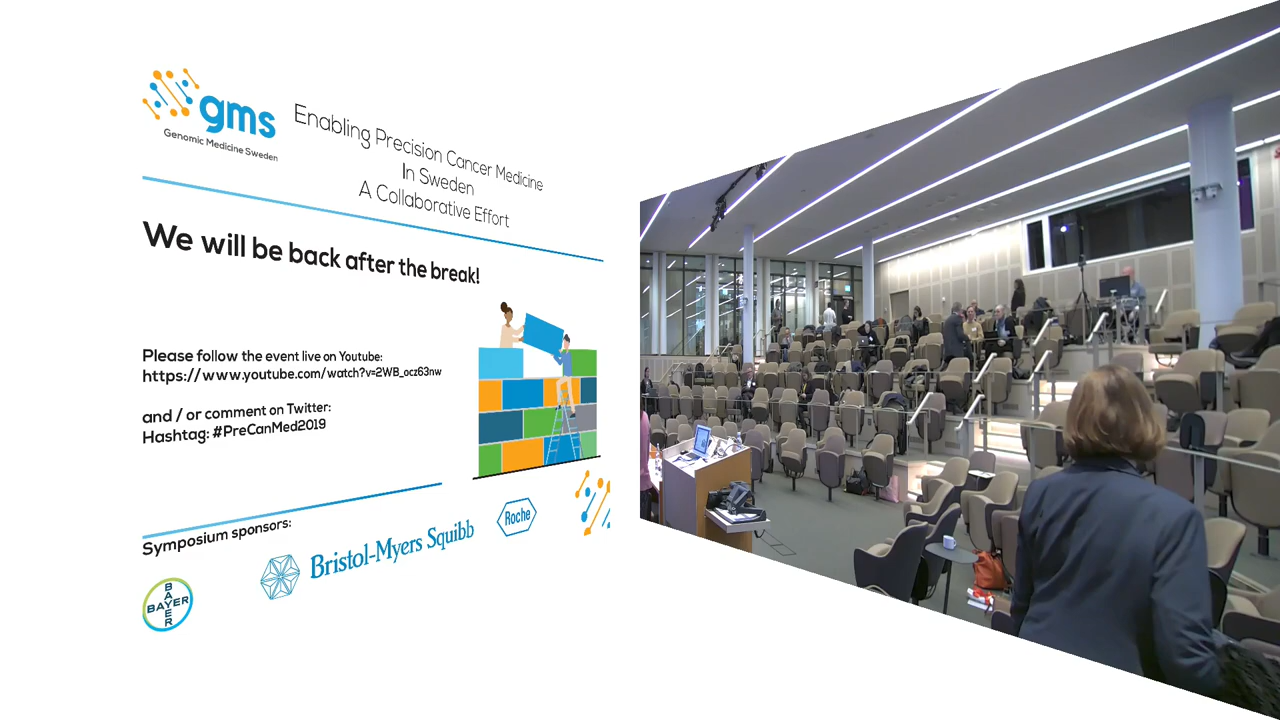 gms
Genomic Medicine Sweden
Enabling Precision Cancer Medicine
In Sweden
A Collaborative Effort
We will be back after the break!
Please follow the event live on Youtube:
https://www.youtube.com/watch?v=2WB_ocz63nw
and / or comment on Twitter:
Hashtag: #PreCanMed2019
Symposium sponsors:
BAYER
BAYER
Bristol-Myers Squibb
Roche